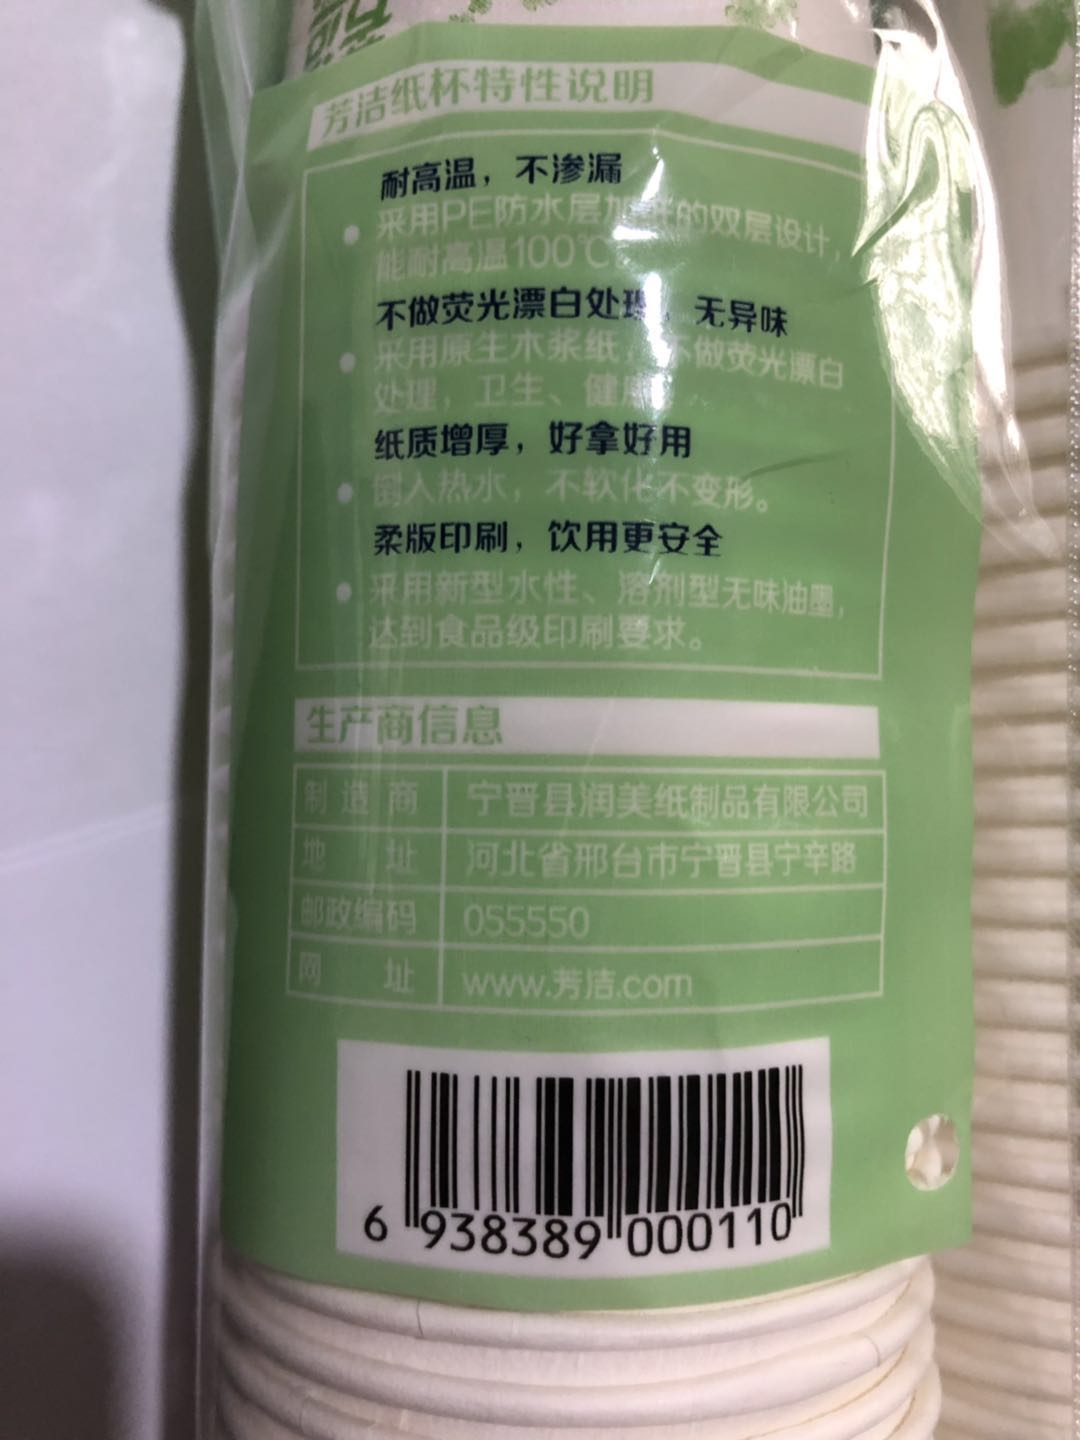 芳洁纸杯特性说明
耐高温，不渗漏
采用PE防水层加 的双层设计，
能耐高温100℃
不做荧光漂白处理，无异味
采用原生木浆纸，不做荧光漂白
处理，卫生、健康
纸质增厚，好拿好用
倒入热水，不软化不变形。
柔版印刷，饮用更安全
采用新型水性、溶剂型无味油墨，
达到食品级印刷要求。
生产商信息
制造商 宁晋县润美纸制品有限公司
地址 河北省邢台市宁晋县宁辛路
邮政编码 055550
网址 www.芳洁.com
6 938389 000110